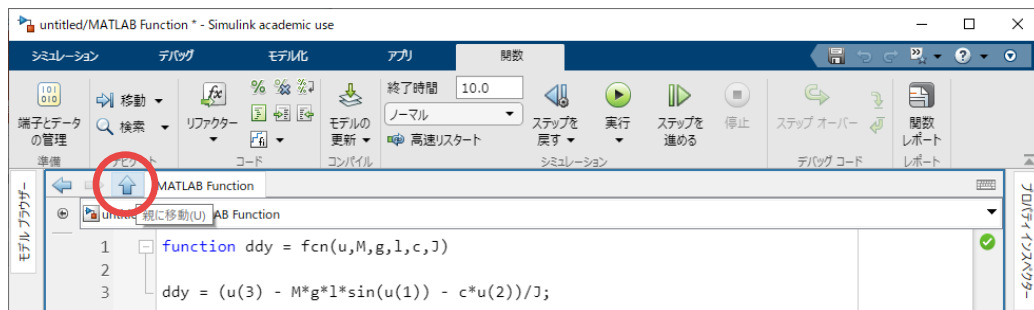 untitled/MATLAB Function * - Simulink academic use
シミュレーション デバッグ モデル化 アプリ 関数
端子とデータ
の管理
準備
移動
検索
ナビゲート
リファクター
コード
モデルの
更新
コンパイル
終了時間 10.0
ノーマル
高速リスタート
ステップを
戻す
実行
ステップを
進める
停止
シミュレーション
ステップ オーバー
デバッグ コード
関数
レポート
レポート
モデル ブラウザー
MATLAB Function
AB Function
親に移動(U)
1 function ddy = fcn(u,M,g,l,c,J)
2
3 ddy = (u(3) - M*g*l*sin(u(1)) - c*u(2))/J;
プロパティ インスペクター